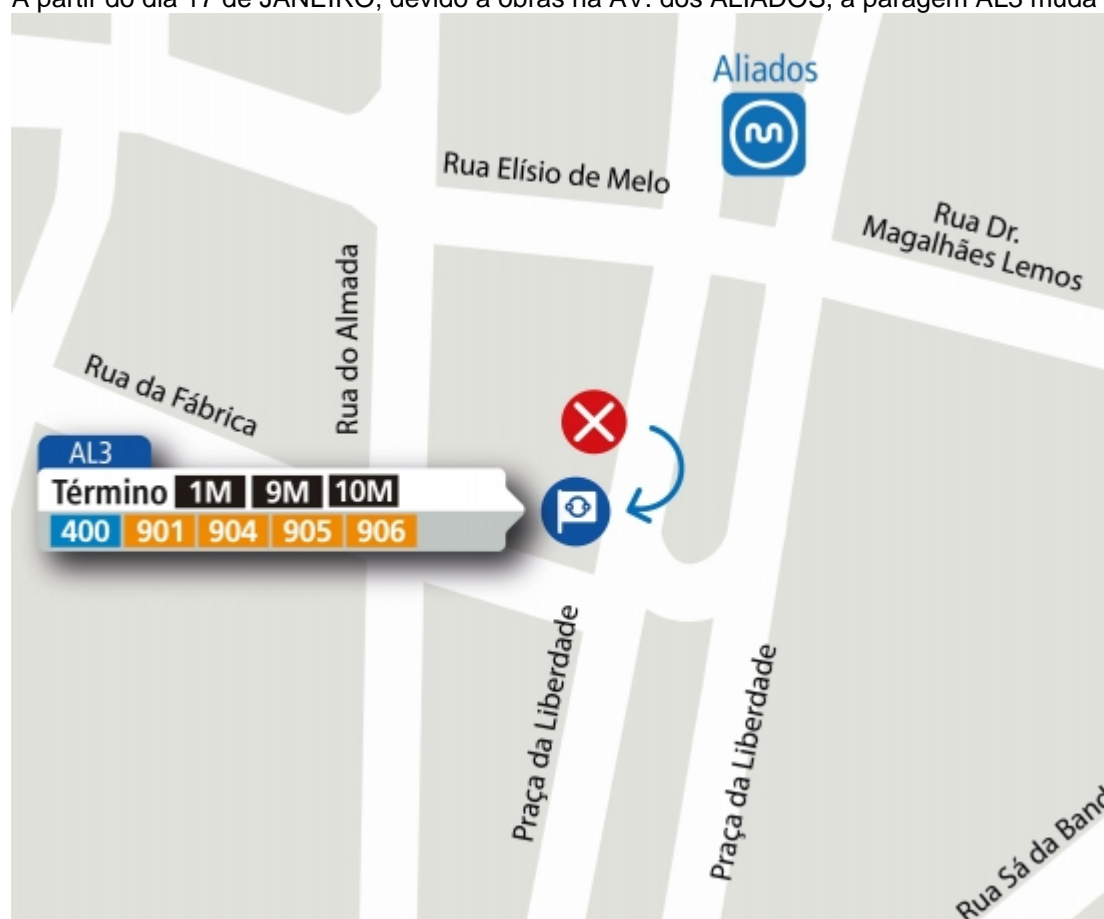 A partir do dia 17 de JANEIRO, devido a obras na AV. dos ALIADOS, a paragem AL3 muda
Aliados
Rua Elísio de Melo
Rua Dr.
Magalhães Lemos
Rua do Almada
Rua da Fábrica
AL3
Término 1M 9M 10M
400 901 904 905 906
Praça da Liberdade
Praça da Liberdade
Rua Sá da Band